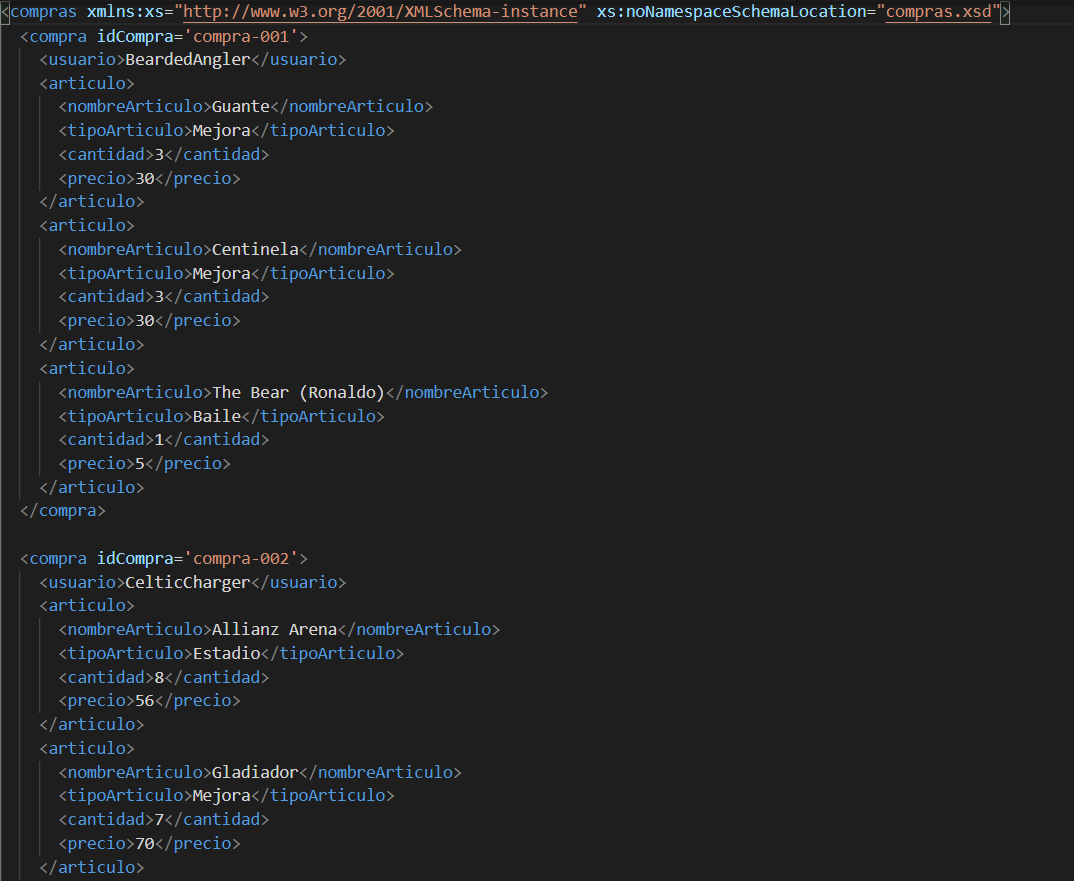 <compras xmlns:xs="http://www.w3.org/2001/XMLSchema-instance" xs:noNamespaceSchemaLocation="compras.xsd">
  <compra idCompra='compra-001'>
    <usuario>BeardedAngler</usuario>
    <articulo>
      <nombreArticulo>Guante</nombreArticulo>
      <tipoArticulo>Mejora</tipoArticulo>
      <cantidad>3</cantidad>
      <precio>30</precio>
    </articulo>
    <articulo>
      <nombreArticulo>Centinela</nombreArticulo>
      <tipoArticulo>Mejora</tipoArticulo>
      <cantidad>3</cantidad>
      <precio>30</precio>
    </articulo>
    <articulo>
      <nombreArticulo>The Bear (Ronaldo)</nombreArticulo>
      <tipoArticulo>Baile</tipoArticulo>
      <cantidad>1</cantidad>
      <precio>5</precio>
    </articulo>
  </compra>

  <compra idCompra='compra-002'>
    <usuario>CelticCharger</usuario>
    <articulo>
      <nombreArticulo>Allianz Arena</nombreArticulo>
      <tipoArticulo>Estadio</tipoArticulo>
      <cantidad>8</cantidad>
      <precio>56</precio>
    </articulo>
    <articulo>
      <nombreArticulo>Gladiador</nombreArticulo>
      <tipoArticulo>Mejora</tipoArticulo>
      <cantidad>7</cantidad>
      <precio>70</precio>
    </articulo>